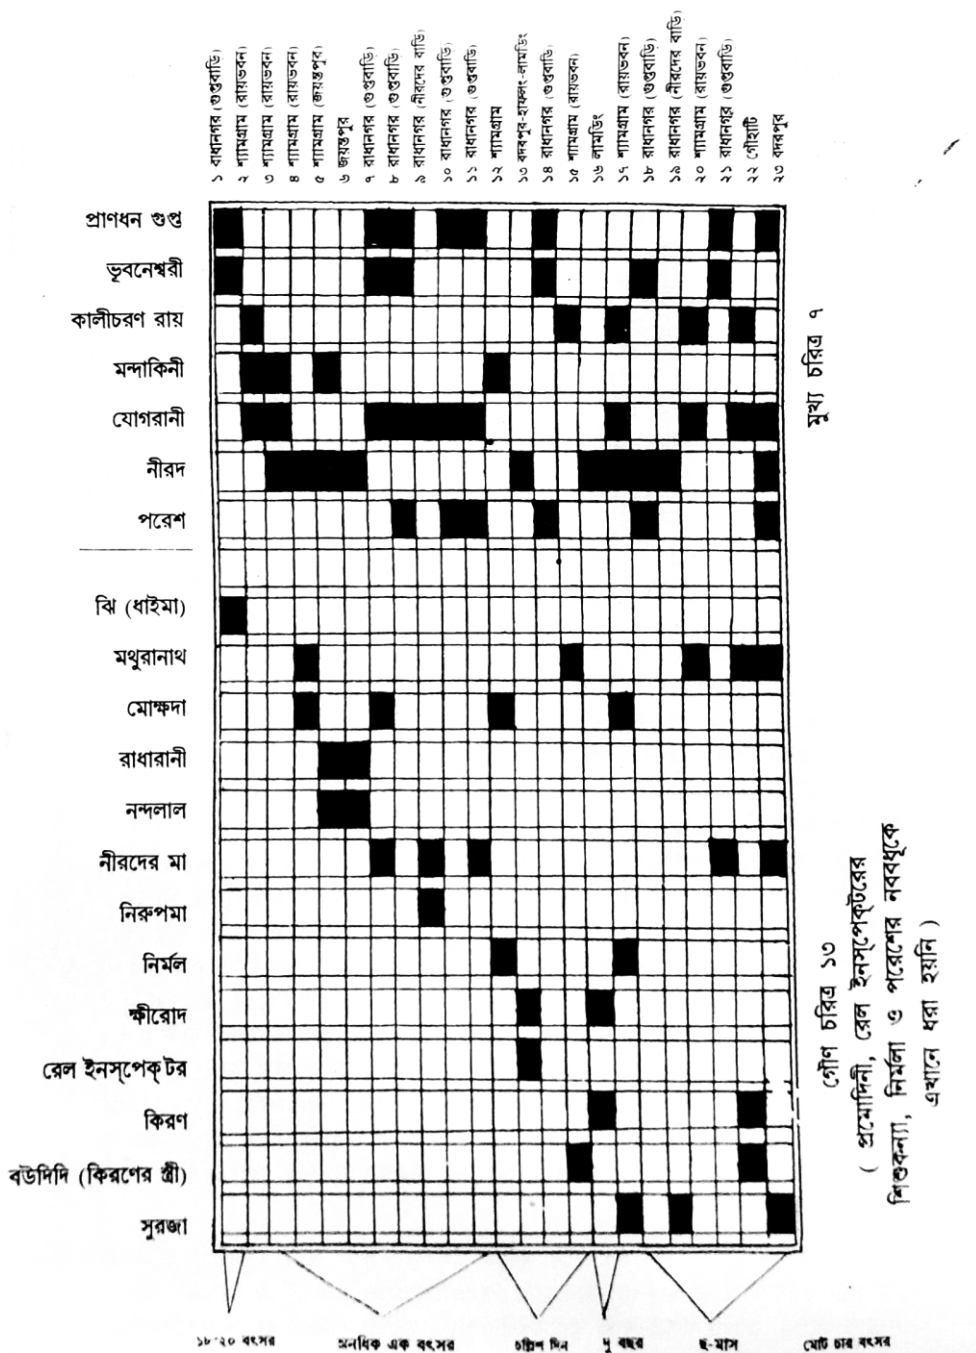 ১ রাধানগর (গুপ্তবাড়ি)
২ শ্যামগ্রাম (রায়ভবন)
৩ শ্যামগ্রাম (রায়ভবন)
৪ শ্যামগ্রাম (রায়ভবন)
৫ শ্যামগ্রাম (জয়ন্তপুর)
৬ জয়ন্তপুর
৭ রাধানগর (গুপ্তবাড়ি)
৮ রাধানগর (গুপ্তবাড়ি)
৯ রাধানগর (নীরদের বাড়ি)
১০ রাধানগর (গুপ্তবাড়ি)
১১ রাধানগর (গুপ্তবাড়ি)
১২ শ্যামগ্রাম
১৩ বদরপুর-হাফলং-লামডিং
১৪ রাধানগর (গুপ্তবাড়ি)
১৫ শ্যামগ্রাম (রায়ভবন)
১৬ লামডিং
১৭ শ্যামগ্রাম (রায়ভবন)
১৮ রাধানগর (গুপ্তবাড়ি)
১৯ রাধানগর (নীরদের বাড়ি)
২০ শ্যামগ্রাম (রায়ভবন)
২১ রাধানগর (গুপ্তবাড়ি)
২২ গৌহাটি
২৩ বদরপুর
প্রাণধন গুপ্ত
ভূবনেশ্বরী
কালীচরণ রায়
মন্দাকিনী
যোগরানী
নীরদ
পরেশ
মুখ্য চরিত্র ৭
ঝি (ধাইমা)
মথুরানাথ
মোক্ষদা
রাধারানী
নন্দলাল
নীরদের মা
নিরুপমা
নির্মল
ক্ষীরোদ
রেল ইনস্পেক্টর
কিরণ
বউদিদি (কিরণের স্ত্রী)
সুরজা
গৌণ চরিত্র ১৩
( প্রমোদিনী, রেল ইনস্পেক্টরের
শিশুকন্যা, নির্মলা ও পরেশের নববধূকে
এখানে ধরা হয়নি )
১৮-২০ বৎসর
অনধিক এক বৎসর
চল্লিশ দিন
দু বছর
ছ-মাস
মোট চার বৎসর